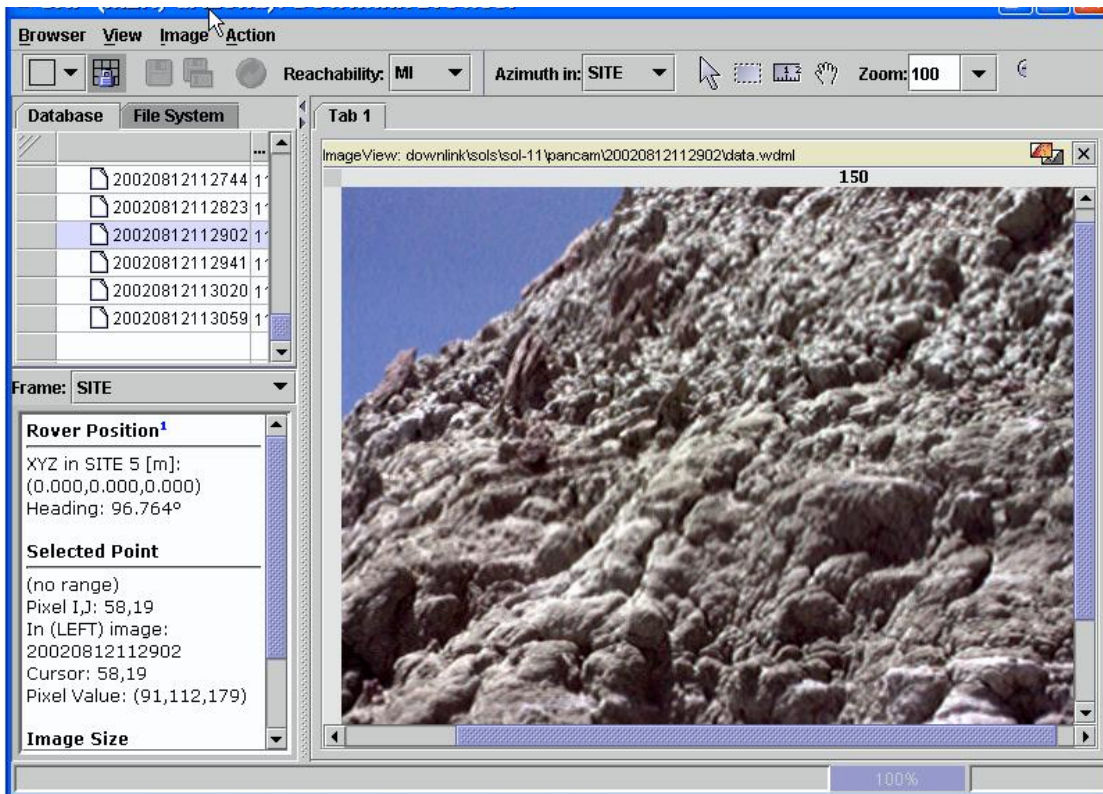 Browser View Image Action
Reachability: MI Azimuth in: SITE Zoom: 100
Database File System
Tab 1
...
ImageView: downlink\sols\sol-11\pancam\20020812112902\data.wdml
150
20020812112744
20020812112823
20020812112902
20020812112941
20020812113020
20020812113059
Frame: SITE
Rover Position1
XYZ in SITE 5 [m]:
(0.000,0.000,0.000)
Heading: 96.764º
Selected Point
(no range)
Pixel I,J: 58,19
In (LEFT) image:
20020812112902
Cursor: 58,19
Pixel Value: (91,112,179)
Image Size
100%